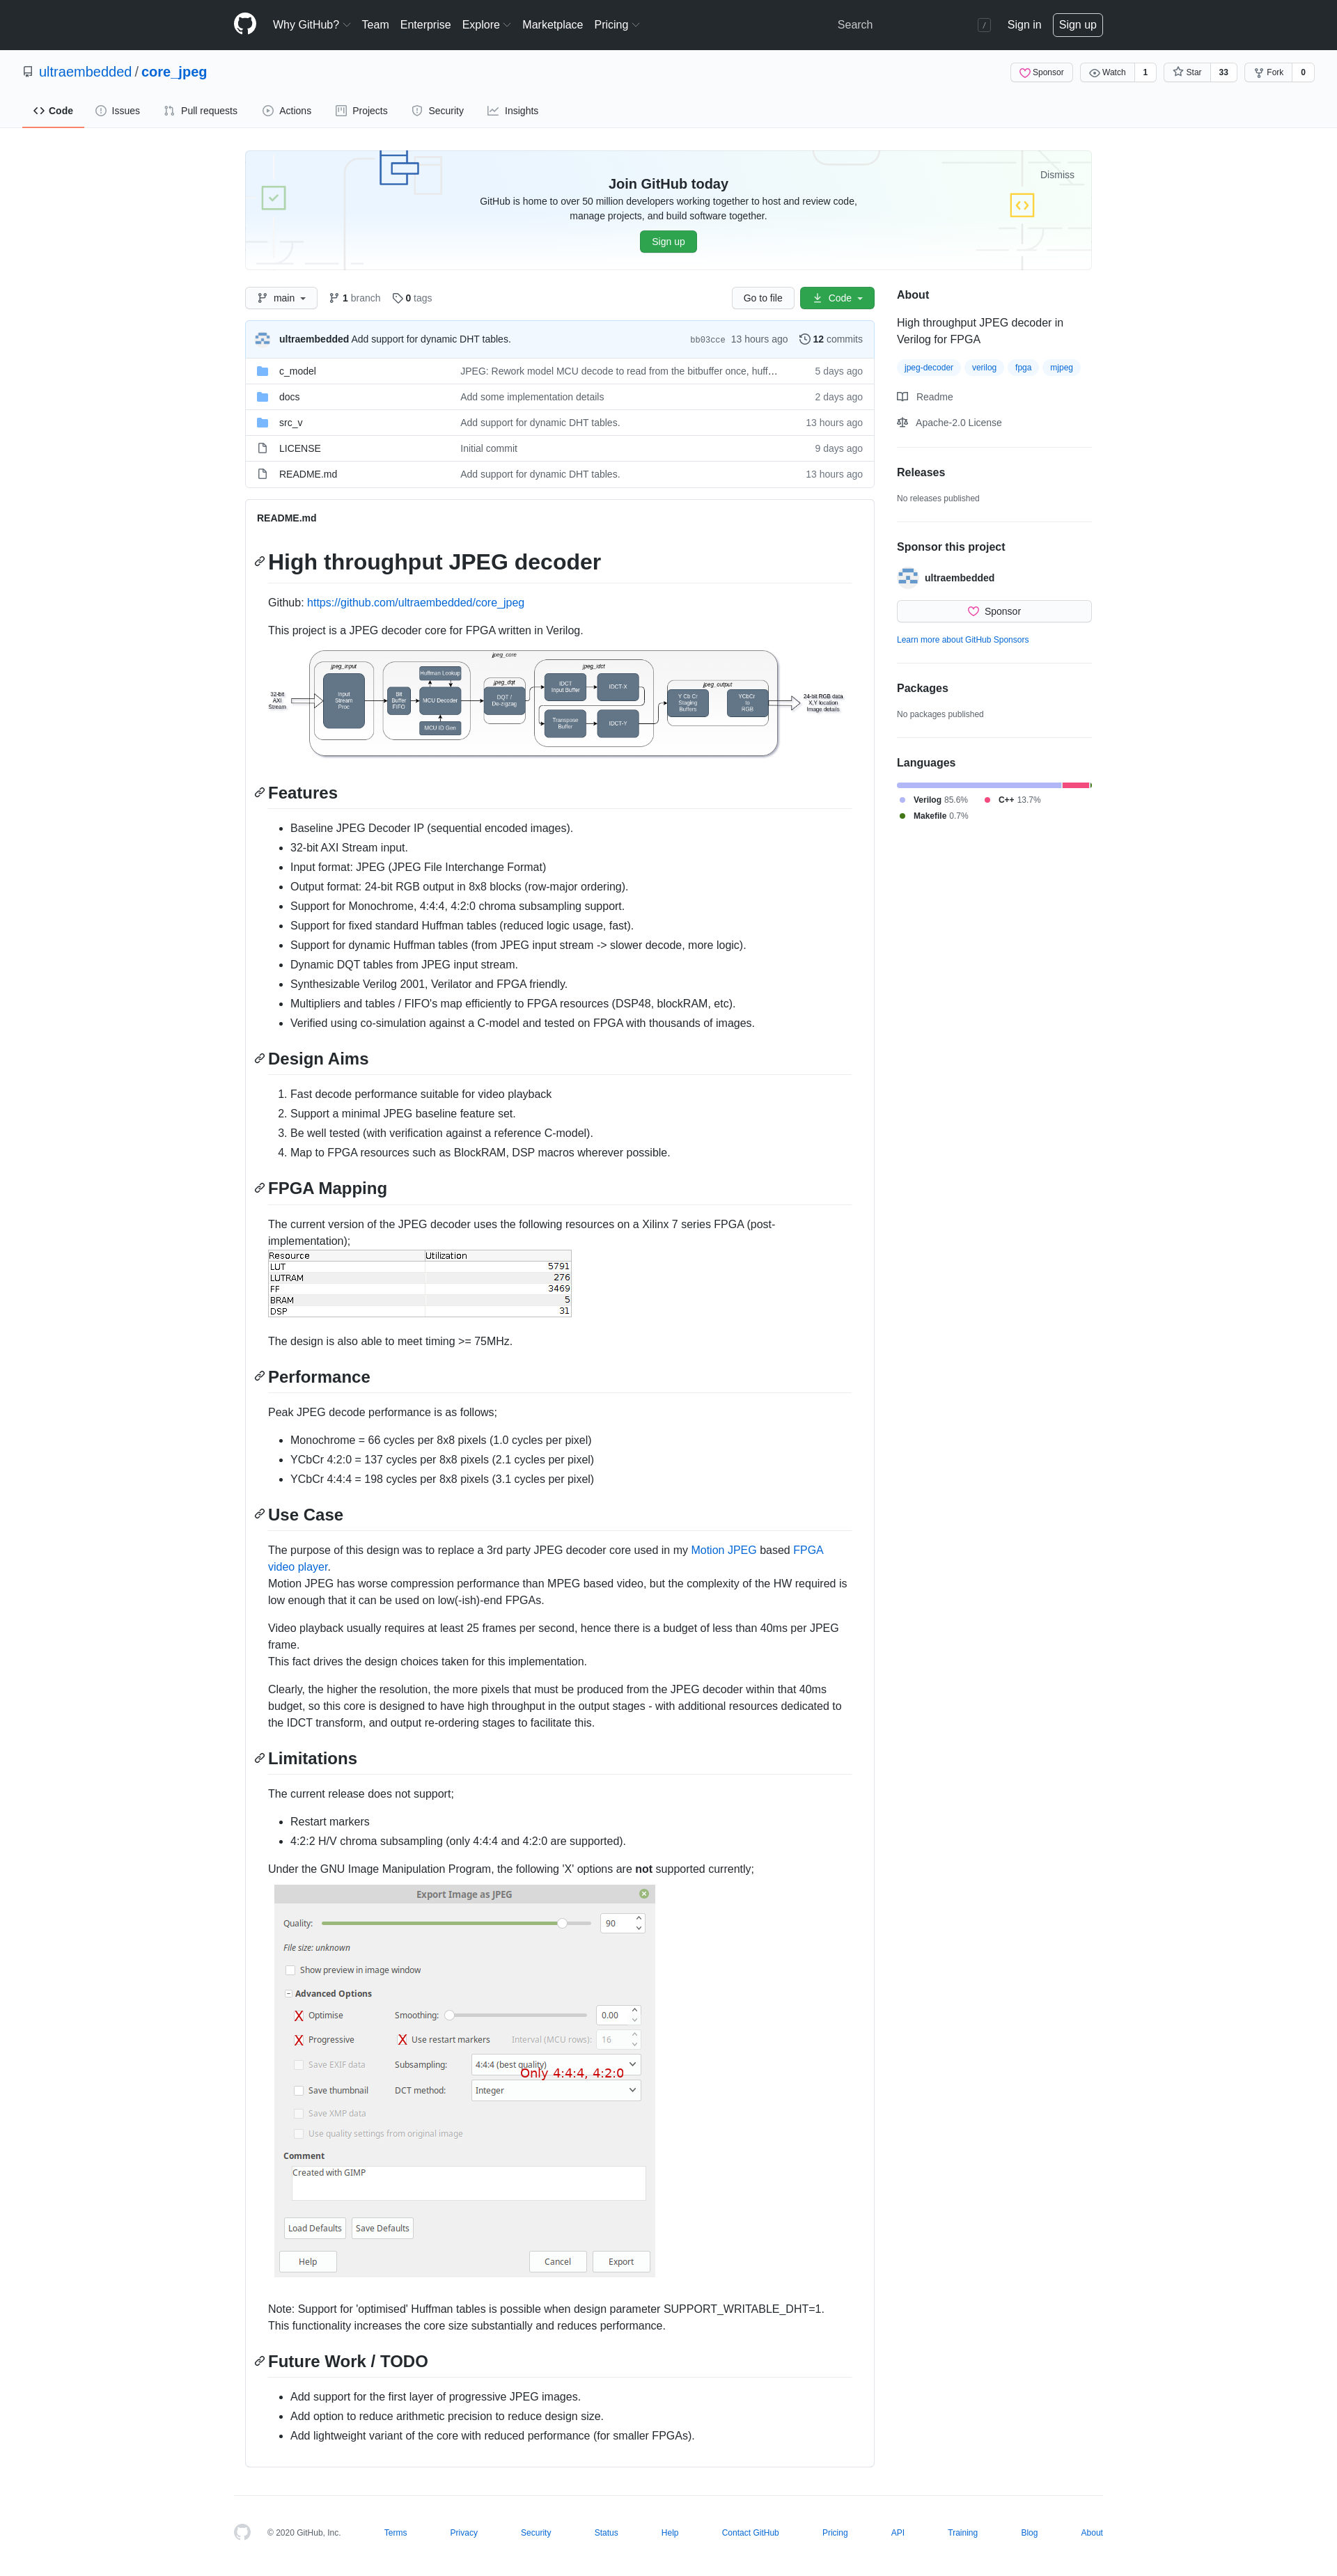 Why GitHub? Team Enterprise Explore Marketplace Pricing Search / Sign in Sign up
ultraembedded / core_jpeg
Sponsor Watch 1 Star 33 Fork 0
Code Issues Pull requests Actions Projects Security Insights
Dismiss
Join GitHub today
GitHub is home to over 50 million developers working together to host and review code,
manage projects, and build software together.
Sign up
main 1 branch 0 tags Go to file Code
ultraembedded Add support for dynamic DHT tables. bb03cce 13 hours ago 12 commits
c_model JPEG: Rework model MCU decode to read from the bitbuffer once, huff… 5 days ago
docs Add some implementation details 2 days ago
src_v Add support for dynamic DHT tables. 13 hours ago
LICENSE Initial commit 9 days ago
README.md Add support for dynamic DHT tables. 13 hours ago
README.md
High throughput JPEG decoder
Github: https://github.com/ultraembedded/core_jpeg
This project is a JPEG decoder core for FPGA written in Verilog.
jpeg_core
jpeg_input
jpeg_dqt
jpeg_idct
jpeg_output
32-bit
AXI
Stream
Input
Stream
Proc
Bit
Buffer
FIFO
Huffman Lookup
MCU Decoder
MCU ID Gen
DQT /
De-zigzag
IDCT
Input Buffer
IDCT-X
Transpose
Buffer
IDCT-Y
Y Cb Cr
Staging
Buffers
YCbCr
to
RGB
24-bit RGB data
X,Y location
Image details
Features
Baseline JPEG Decoder IP (sequential encoded images).
32-bit AXI Stream input.
Input format: JPEG (JPEG File Interchange Format)
Output format: 24-bit RGB output in 8x8 blocks (row-major ordering).
Support for Monochrome, 4:4:4, 4:2:0 chroma subsampling support.
Support for fixed standard Huffman tables (reduced logic usage, fast).
Support for dynamic Huffman tables (from JPEG input stream -> slower decode, more logic).
Dynamic DQT tables from JPEG input stream.
Synthesizable Verilog 2001, Verilator and FPGA friendly.
Multipliers and tables / FIFO's map efficiently to FPGA resources (DSP48, blockRAM, etc).
Verified using co-simulation against a C-model and tested on FPGA with thousands of images.
Design Aims
1. Fast decode performance suitable for video playback
2. Support a minimal JPEG baseline feature set.
3. Be well tested (with verification against a reference C-model).
4. Map to FPGA resources such as BlockRAM, DSP macros wherever possible.
FPGA Mapping
The current version of the JPEG decoder uses the following resources on a Xilinx 7 series FPGA (post-
implementation);
Resource Utilization
LUT 5791
LUTRAM 276
FF 3469
BRAM 5
DSP 31
The design is also able to meet timing >= 75MHz.
Performance
Peak JPEG decode performance is as follows;
Monochrome = 66 cycles per 8x8 pixels (1.0 cycles per pixel)
YCbCr 4:2:0 = 137 cycles per 8x8 pixels (2.1 cycles per pixel)
YCbCr 4:4:4 = 198 cycles per 8x8 pixels (3.1 cycles per pixel)
Use Case
The purpose of this design was to replace a 3rd party JPEG decoder core used in my Motion JPEG based FPGA
video player.
Motion JPEG has worse compression performance than MPEG based video, but the complexity of the HW required is
low enough that it can be used on low(-ish)-end FPGAs.
Video playback usually requires at least 25 frames per second, hence there is a budget of less than 40ms per JPEG
frame.
This fact drives the design choices taken for this implementation.
Clearly, the higher the resolution, the more pixels that must be produced from the JPEG decoder within that 40ms
budget, so this core is designed to have high throughput in the output stages - with additional resources dedicated to
the IDCT transform, and output re-ordering stages to facilitate this.
Limitations
The current release does not support;
Restart markers
4:2:2 H/V chroma subsampling (only 4:4:4 and 4:2:0 are supported).
Under the GNU Image Manipulation Program, the following 'X' options are not supported currently;
Export Image as JPEG
Quality: 90
File size: unknown
Show preview in image window
Advanced Options
X Optimise Smoothing: 0.00
X Progressive X Use restart markers Interval (MCU rows): 16
Save EXIF data Subsampling: 4:4:4 (best quality)
Only 4:4:4, 4:2:0
Save thumbnail DCT method: Integer
Save XMP data
Use quality settings from original image
Comment
Created with GIMP
Load Defaults Save Defaults
Help Cancel Export
Note: Support for 'optimised' Huffman tables is possible when design parameter SUPPORT_WRITABLE_DHT=1.
This functionality increases the core size substantially and reduces performance.
Future Work / TODO
Add support for the first layer of progressive JPEG images.
Add option to reduce arithmetic precision to reduce design size.
Add lightweight variant of the core with reduced performance (for smaller FPGAs).
About
High throughput JPEG decoder in
Verilog for FPGA
jpeg-decoder verilog fpga mjpeg
Readme
Apache-2.0 License
Releases
No releases published
Sponsor this project
ultraembedded
Sponsor
Learn more about GitHub Sponsors
Packages
No packages published
Languages
Verilog 85.6% C++ 13.7%
Makefile 0.7%
© 2020 GitHub, Inc. Terms Privacy Security Status Help Contact GitHub Pricing API Training Blog About